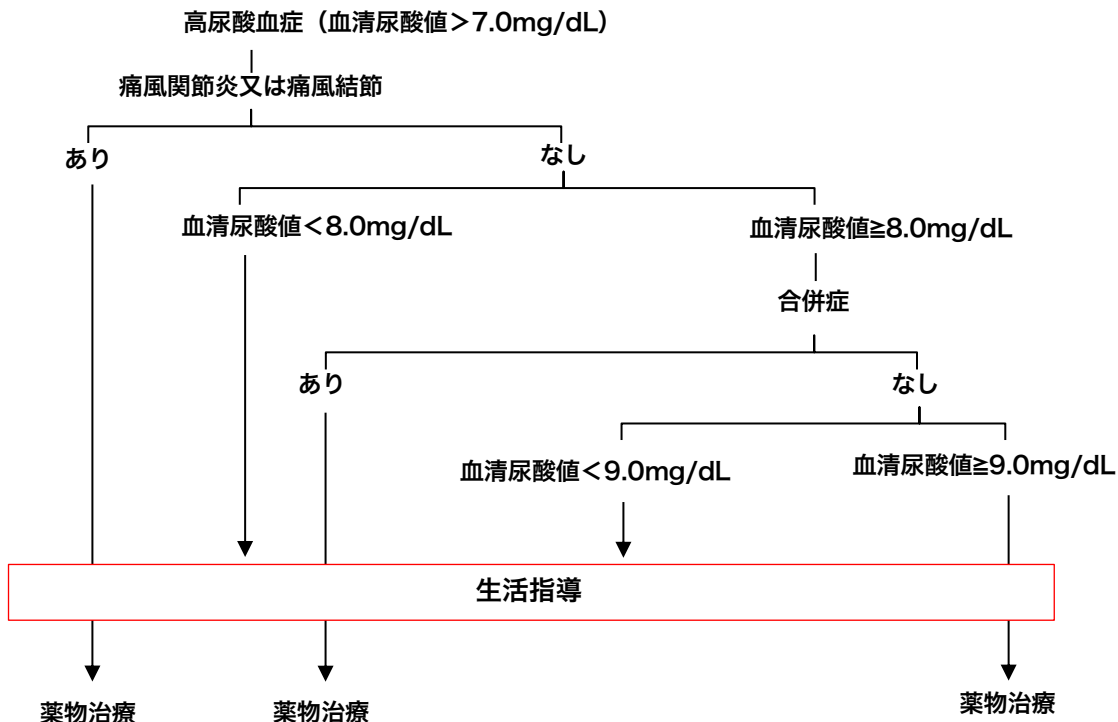 高尿酸血症（血清尿酸値＞7.0mg/dL）
痛風関節炎又は痛風結節
あり
なし
血清尿酸値＜8.0mg/dL
血清尿酸値≧8.0mg/dL
合併症
あり
なし
血清尿酸値＜9.0mg/dL
血清尿酸値≧9.0mg/dL
生活指導
薬物治療
薬物治療
薬物治療